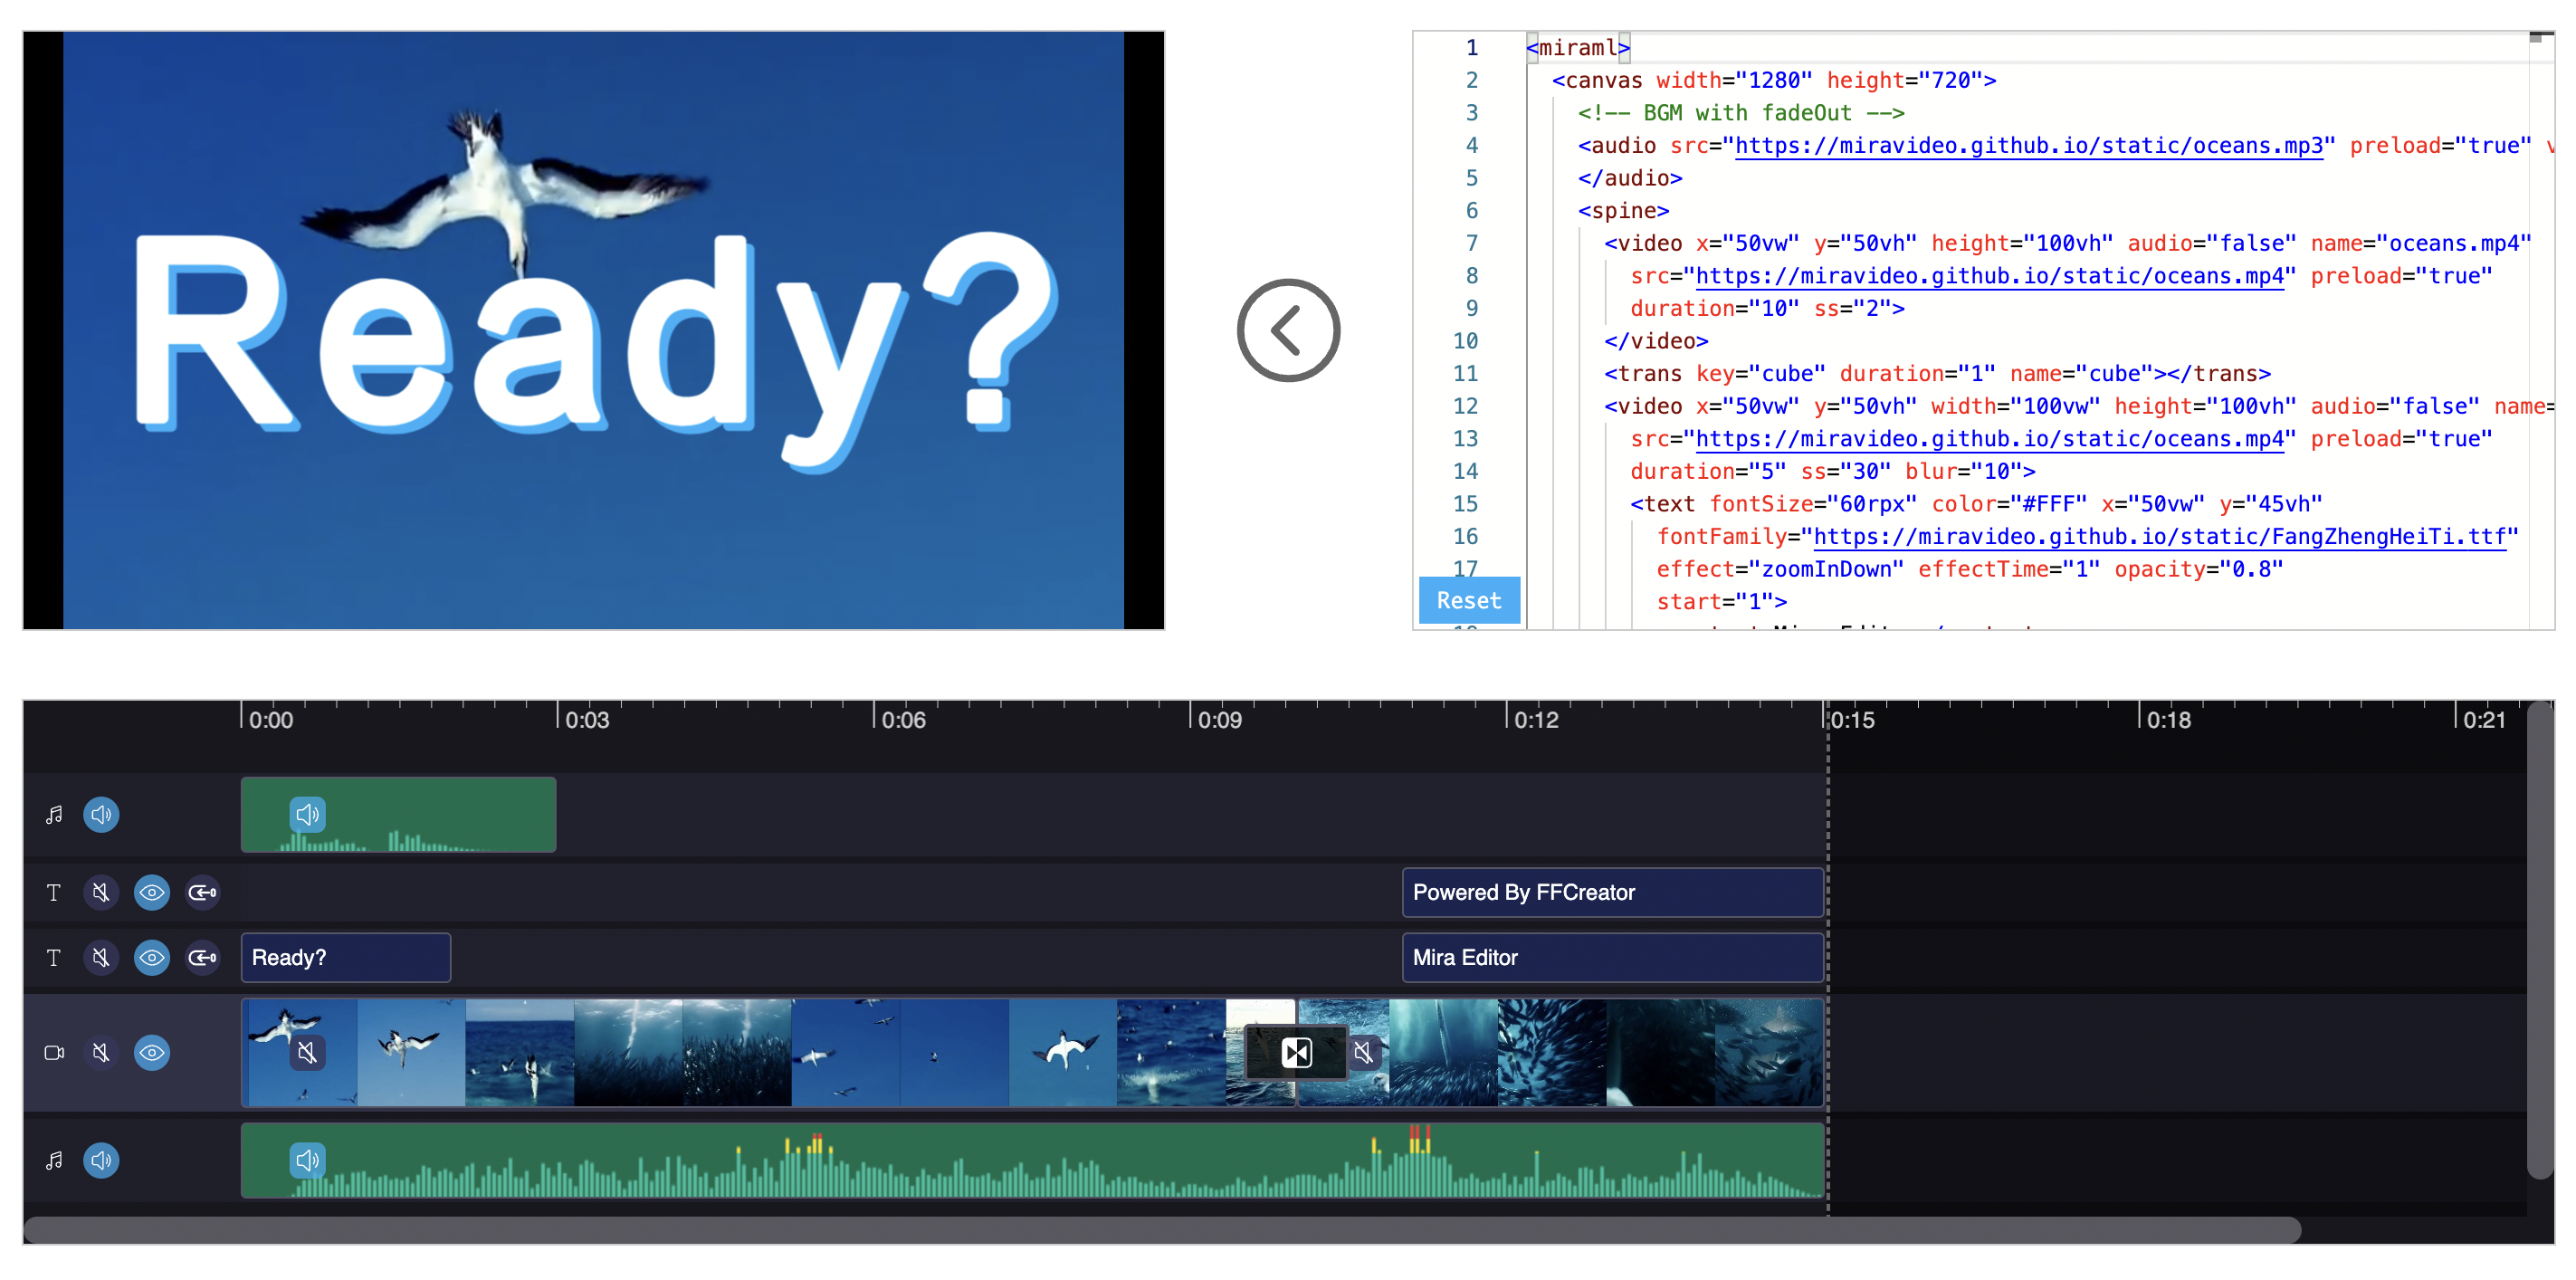 Ready?
1 <miraml>
2 <canvas width="1280" height="720">
3 <!-- BGM with fadeOut -->
4 <audio src="https://miravideo.github.io/static/oceans.mp3" preload="true" v
5 </audio>
6 <spine>
7 <video x="50vw" y="50vh" height="100vh" audio="false" name="oceans.mp4"
8 src="https://miravideo.github.io/static/oceans.mp4" preload="true"
9 duration="10" ss="2">
10 </video>
11 <trans key="cube" duration="1" name="cube"></trans>
12 <video x="50vw" y="50vh" width="100vw" height="100vh" audio="false" name=
13 src="https://miravideo.github.io/static/oceans.mp4" preload="true"
14 duration="5" ss="30" blur="10">
15 <text fontSize="60rpx" color="#FFF" x="50vw" y="45vh"
16 fontFamily="https://miravideo.github.io/static/FangZhengHeiTi.ttf"
17 effect="zoomInDown" effectTime="1" opacity="0.8"
start="1">
Reset
0:00 0:03 0:06 0:09 0:12 0:15 0:18 0:21
T Powered By FFCreator
T Ready? Mira Editor